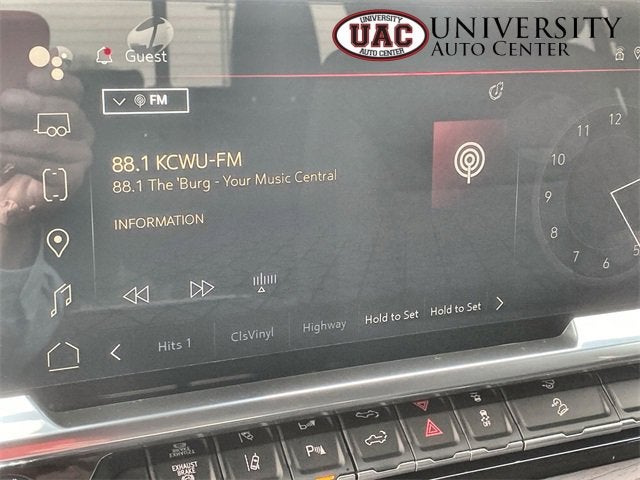 UNIVERSITY
UAC
AUTO CENTER
UNIVERSITY
AUTO CENTER
Guest
FM
88.1 KCWU-FM
88.1 The 'Burg - Your Music Central
INFORMATION
12
11
10
9
8
7
6
5
Hits 1
ClsVinyl
Highway
Hold to Set
Hold to Set
P
EXHAUST
BRAKE